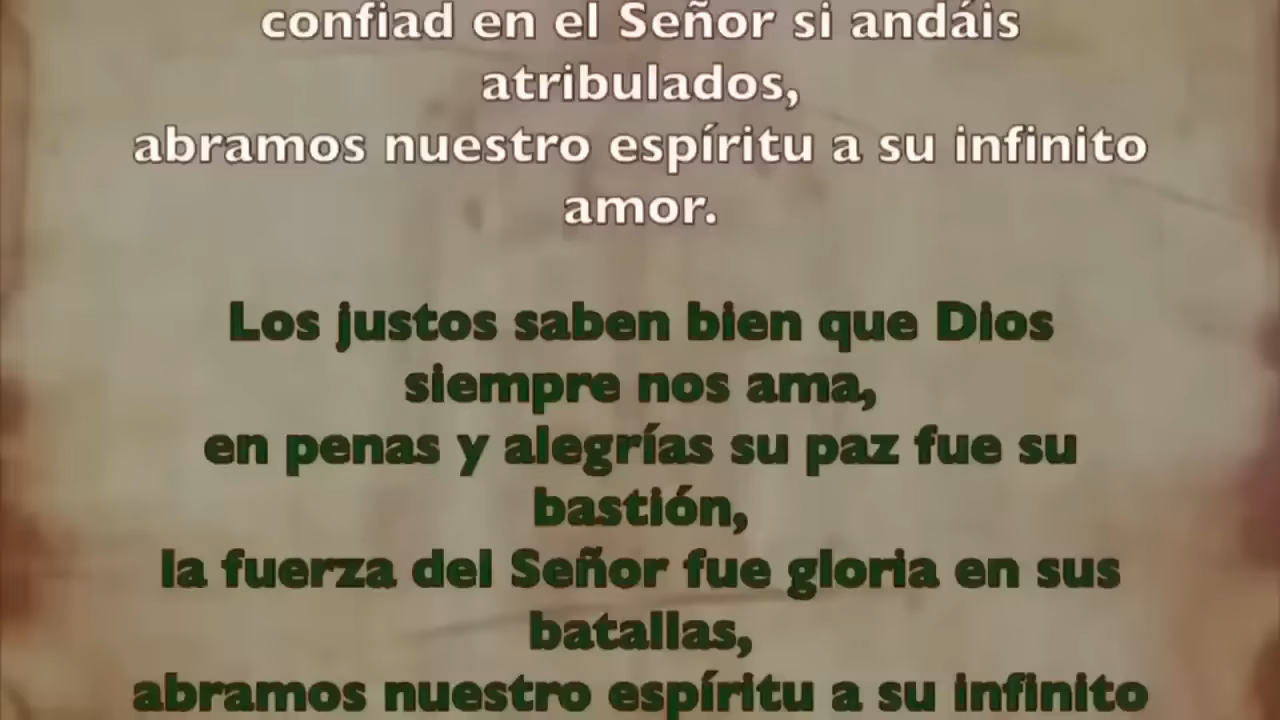 confiad en el Señor si andáis
atribulados,
abramos nuestro espíritu a su infinito
amor.
Los justos saben bien que Dios
siempre nos ama,
en penas y alegrías su paz fue su
bastión,
la fuerza del Señor fue gloria en sus
batallas,
abramos nuestro espíritu a su infinito